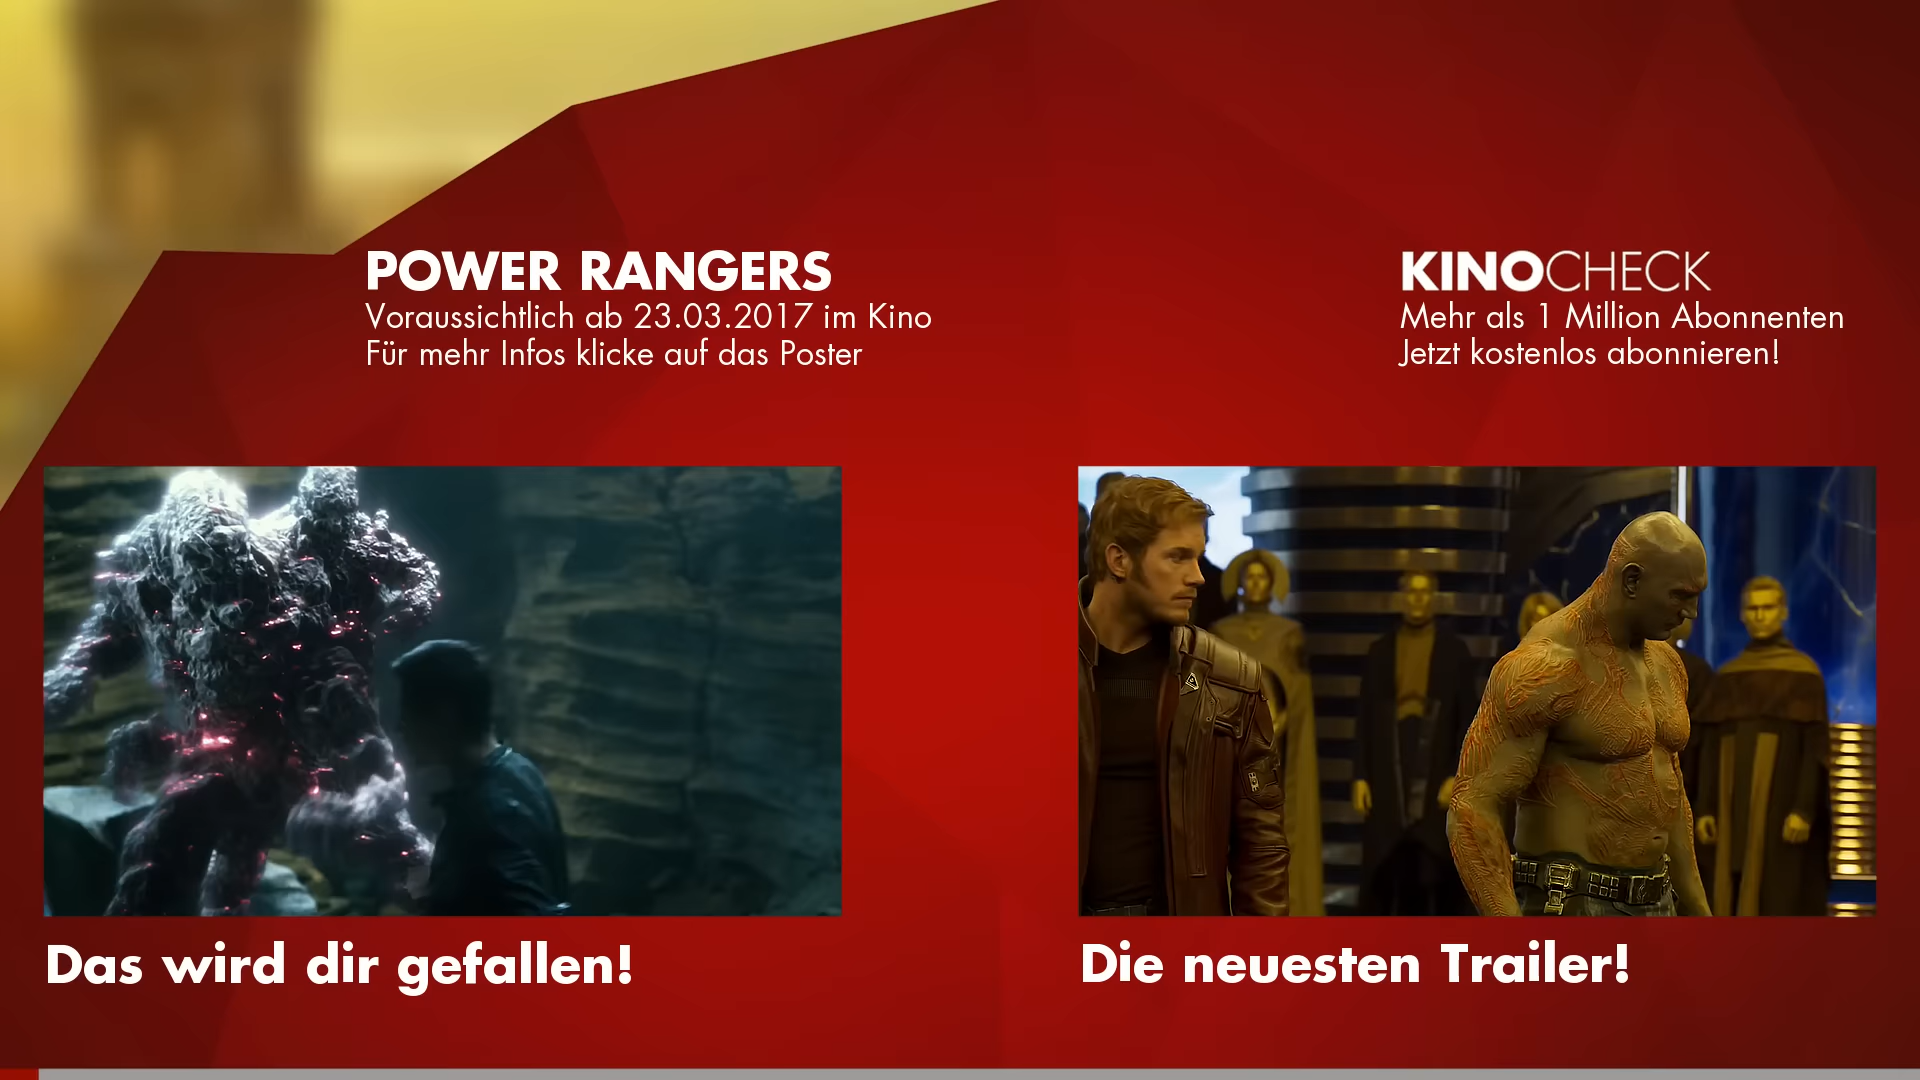 POWER RANGERS
Voraussichtlich ab 23.03.2017 im Kino
Für mehr Infos klicke auf das Poster
KINOCHECK
Mehr als 1 Million Abonnenten
Jetzt kostenlos abonnieren!
Das wird dir gefallen!
Die neuesten Trailer!